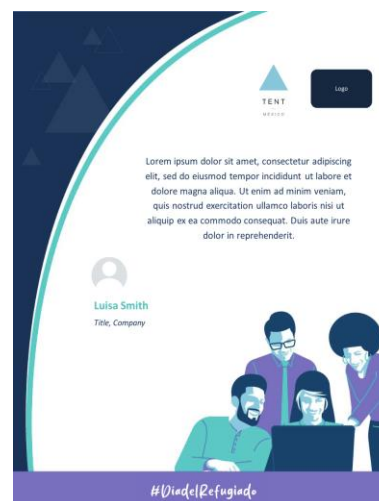 TENT
MÉXICO
Logo
Lorem ipsum dolor sit amet, consectetur adipiscing
elit, sed do eiusmod tempor incididunt ut labore et
dolore magna aliqua. Ut enim ad minim veniam,
quis nostrud exercitation ullamco laboris nisi ut
aliquip ex ea commodo consequat. Duis aute irure
dolor in reprehenderit.
Luisa Smith
Title, Company
#DiadelRefugiado